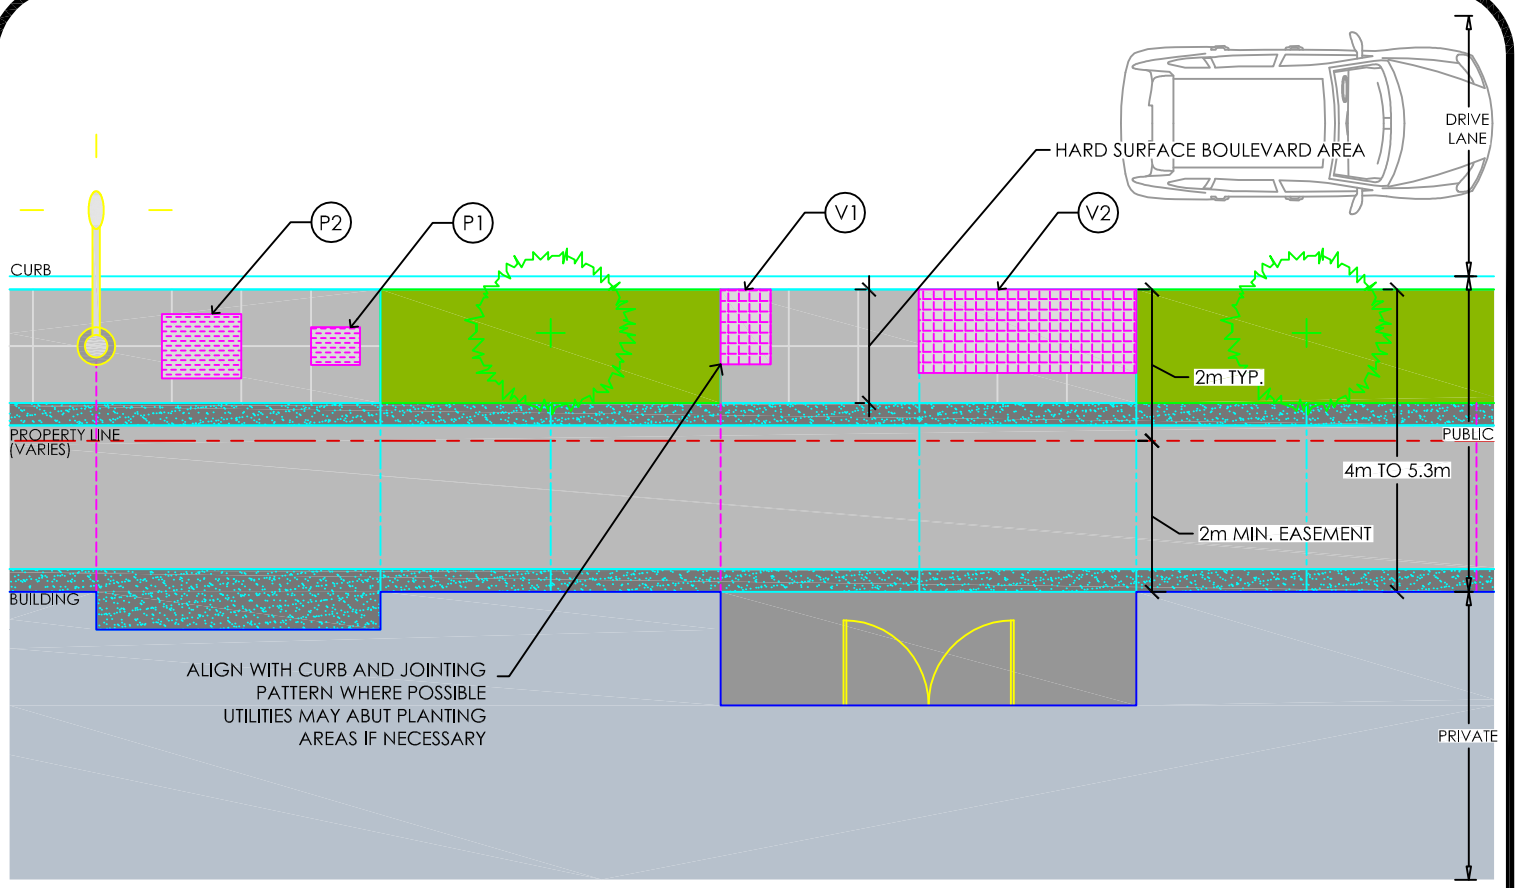 DRIVE
LANE
HARD SURFACE BOULEVARD AREA
P2
P1
V1
V2
CURB
2m TYP.
PROPERTY LINE
(VARIES)
PUBLIC
4m TO 5.3m
2m MIN. EASEMENT
BUILDING
ALIGN WITH CURB AND JOINTING
PATTERN WHERE POSSIBLE
UTILITIES MAY ABUT PLANTING
AREAS IF NECESSARY
PRIVATE